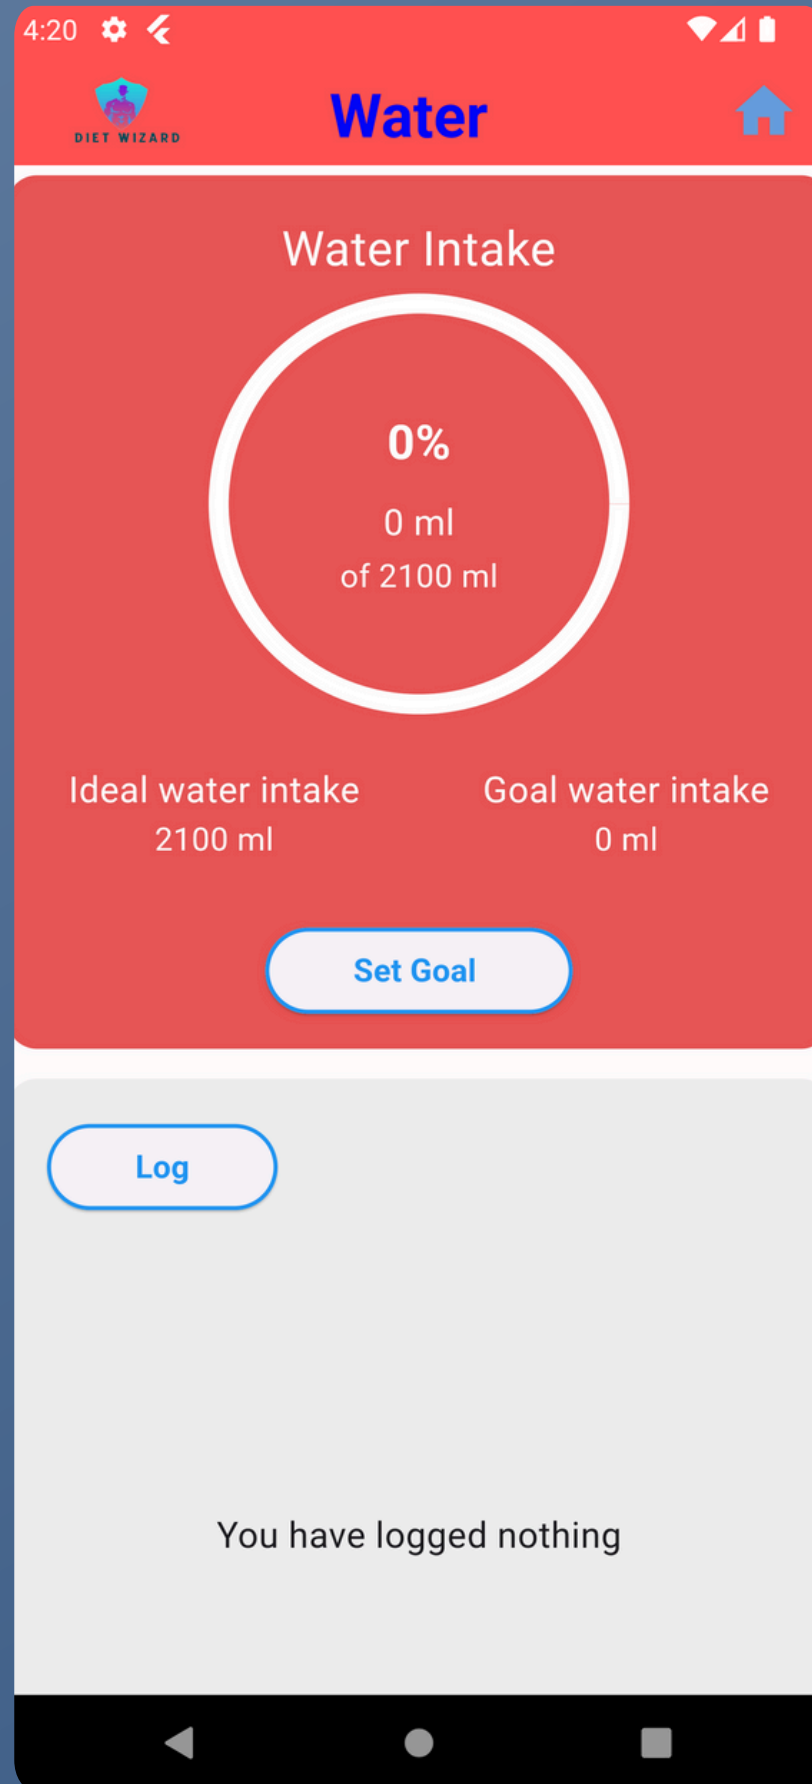 4:20
DIET WIZARD
Water
Water Intake
0%
0 ml
of 2100 ml
Ideal water intake Goal water intake
2100 ml 0 ml
Set Goal
Log
You have logged nothing